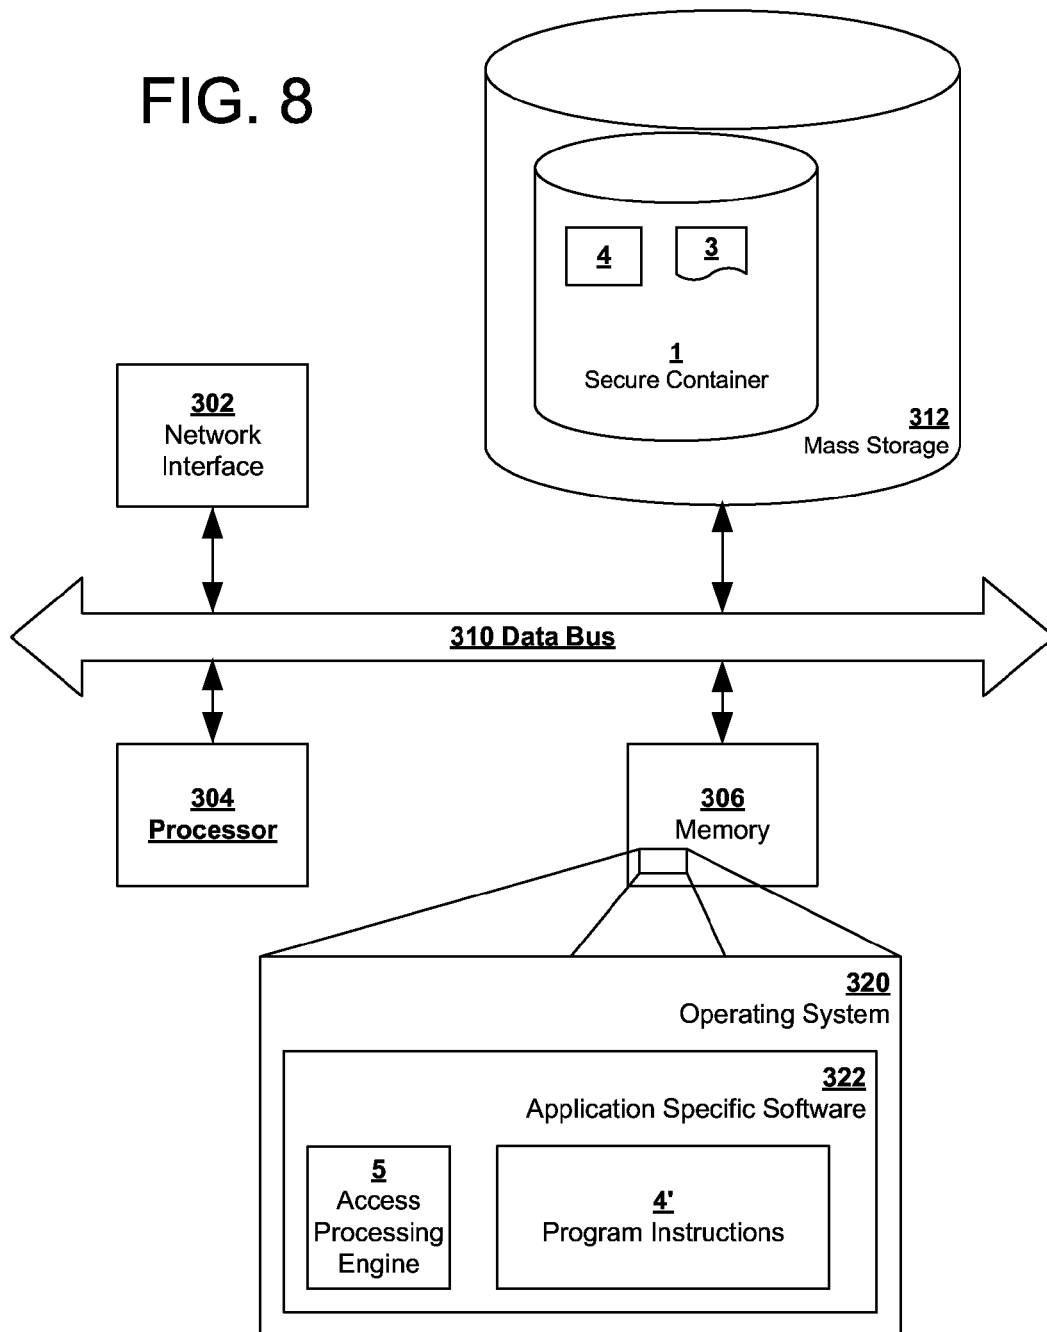 FIG. 8
4
3
1
Secure Container
312
Mass Storage
302
Network
Interface
310 Data Bus
304
Processor
306
Memory
320
Operating System
322
Application Specific Software
5
Access
Processing
Engine
4'
Program Instructions